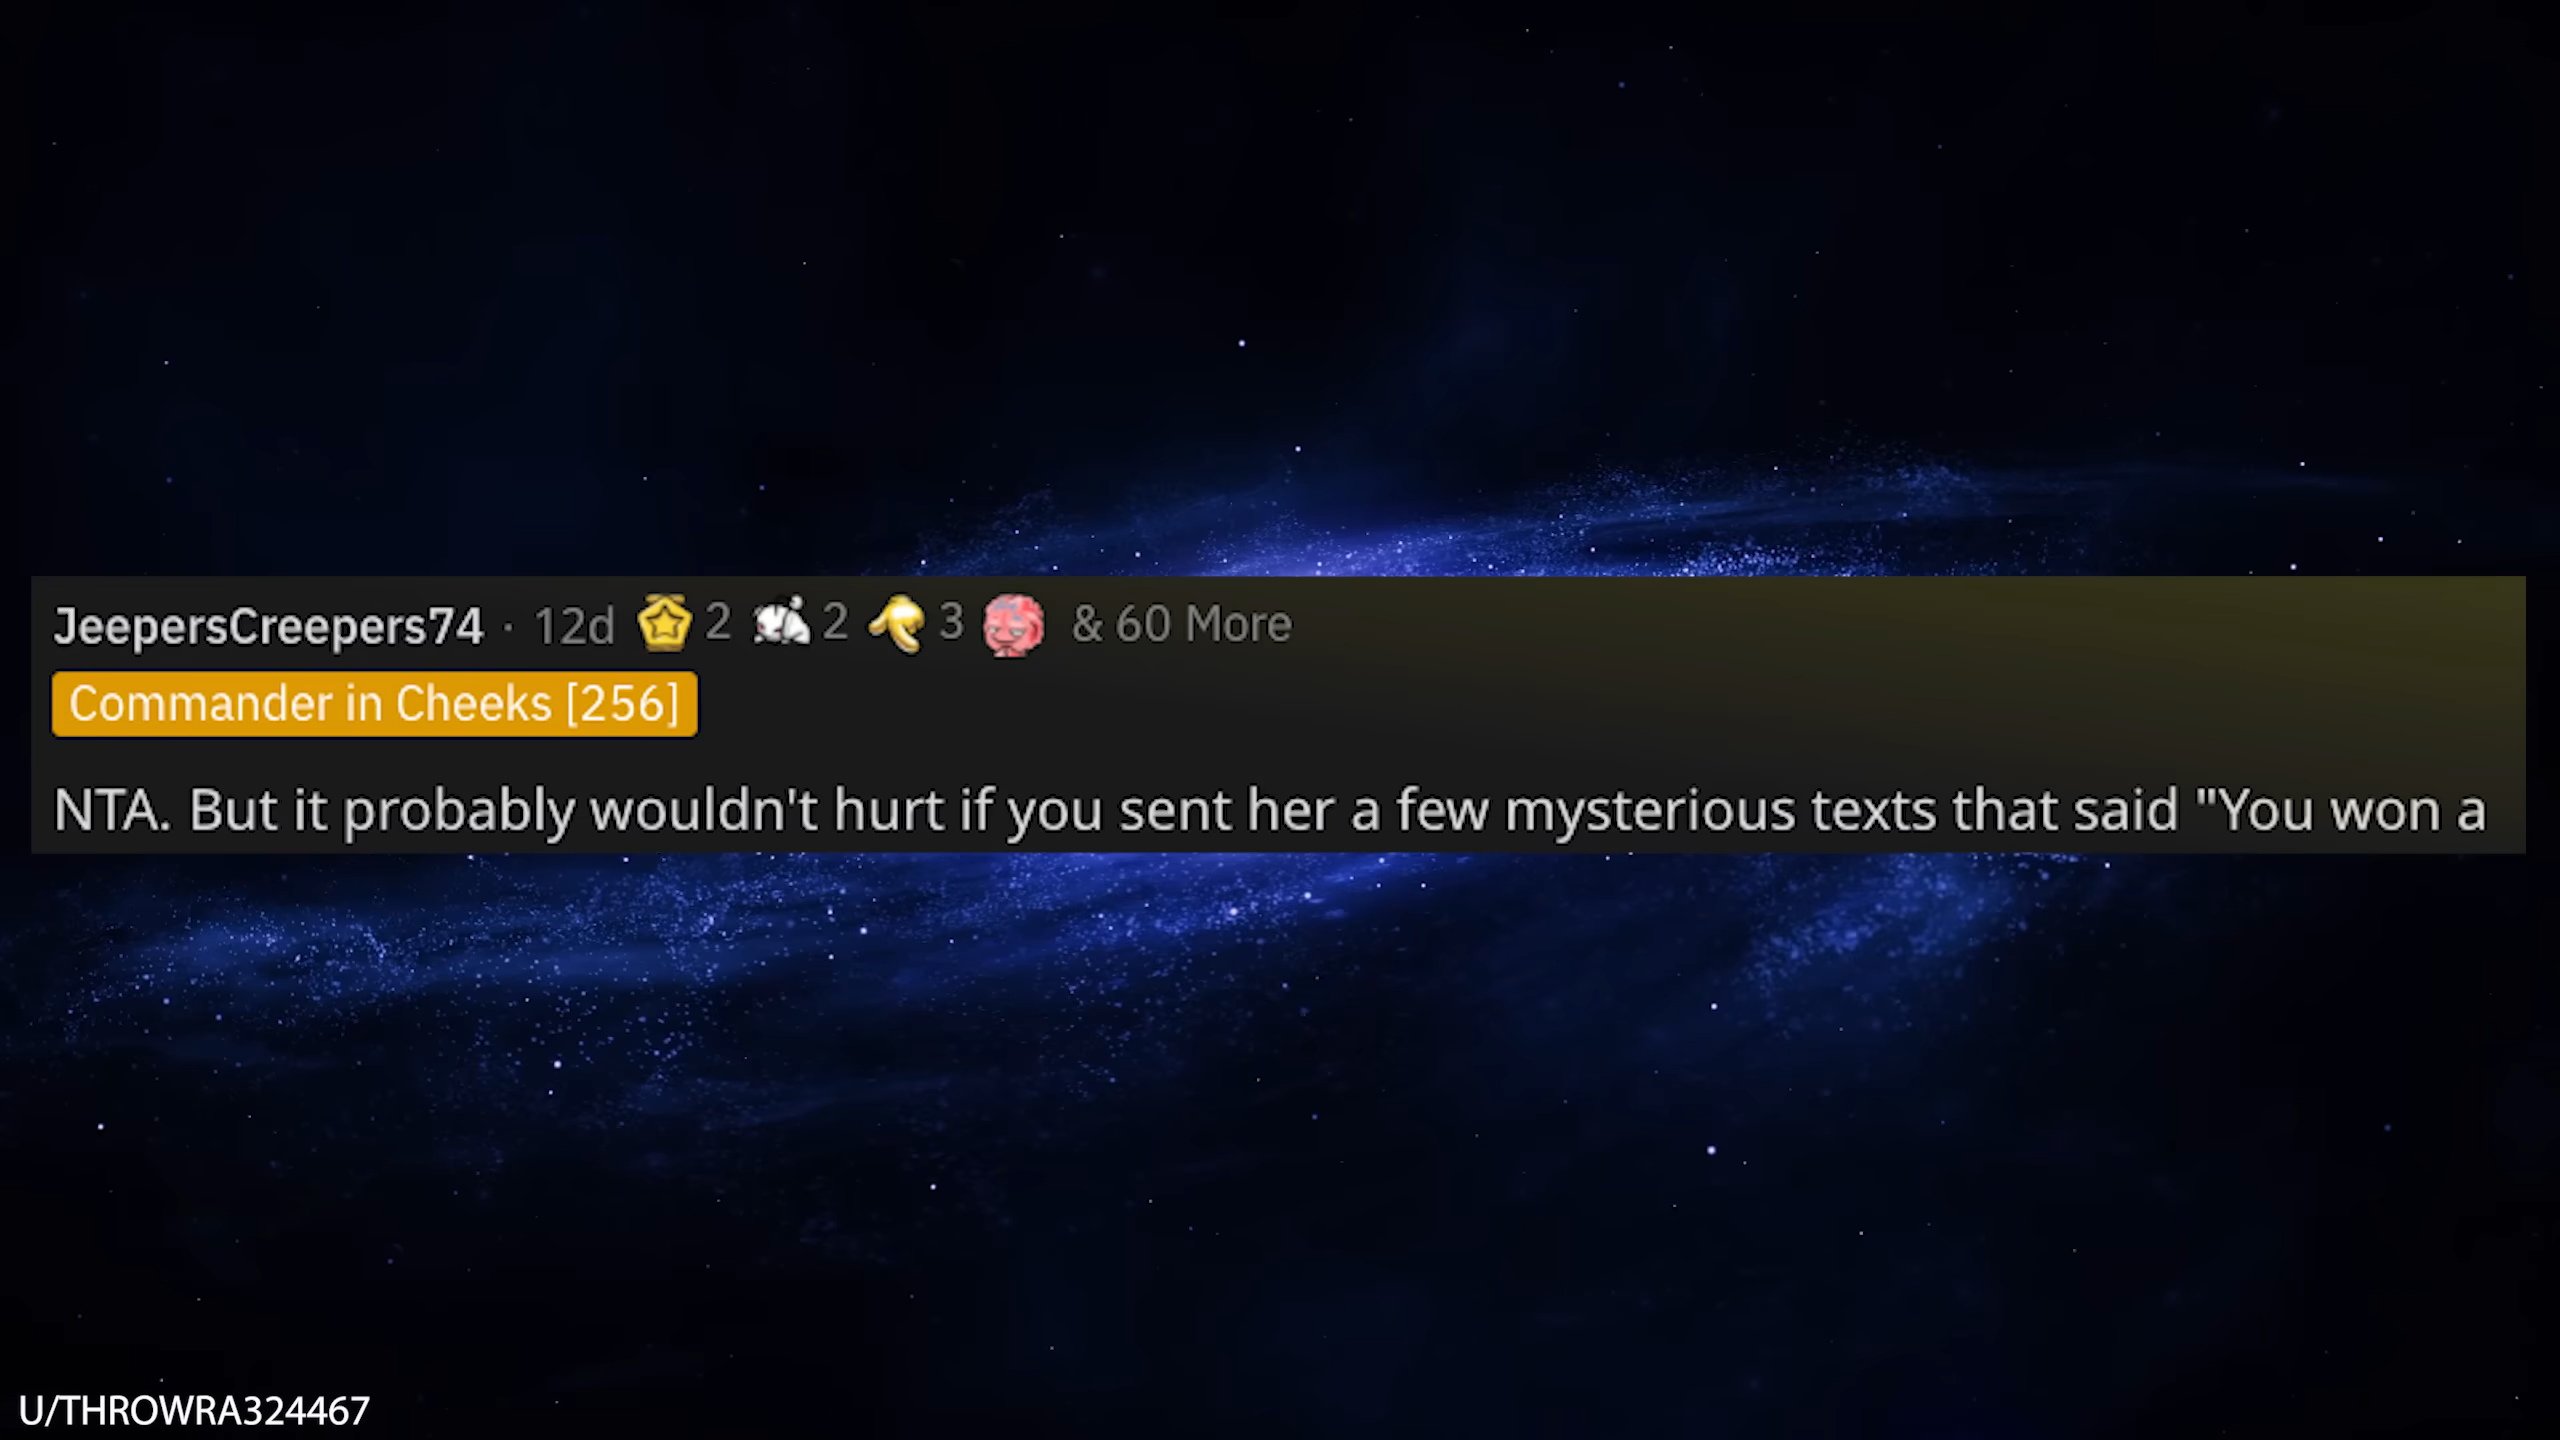 JeepersCreepers74 · 12d 2 2 3 & 60 More
Commander in Cheeks [256]
NTA. But it probably wouldn't hurt if you sent her a few mysterious texts that said "You won a
U/THROWRA324467